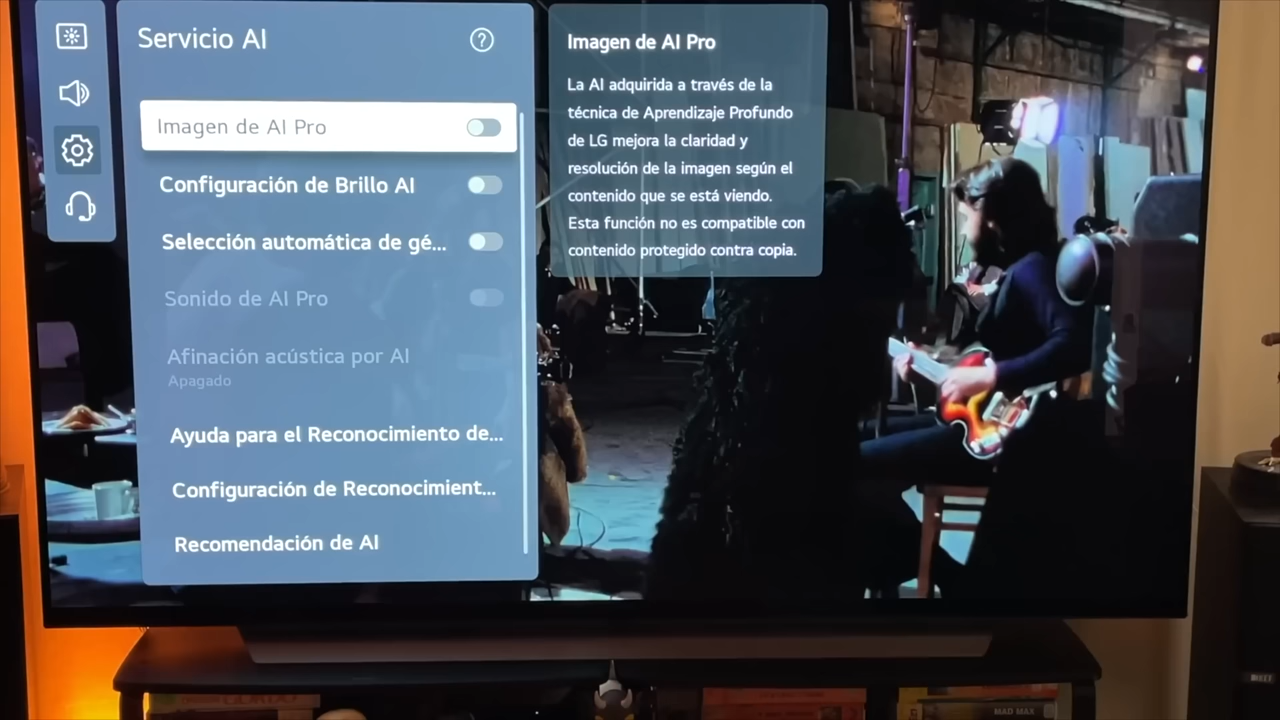 Servicio AI
Imagen de AI Pro
Configuración de Brillo AI
Selección automática de gé...
Sonido de AI Pro
Afinación acústica por AI
Apagado
Ayuda para el Reconocimiento de...
Configuración de Reconocimient...
Recomendación de AI
Imagen de AI Pro
La AI adquirida a través de la
técnica de Aprendizaje Profundo
de LG mejora la claridad y
resolución de la imagen según el
contenido que se está viendo.
Esta función no es compatible con
contenido protegido contra copia.
MAD MAX